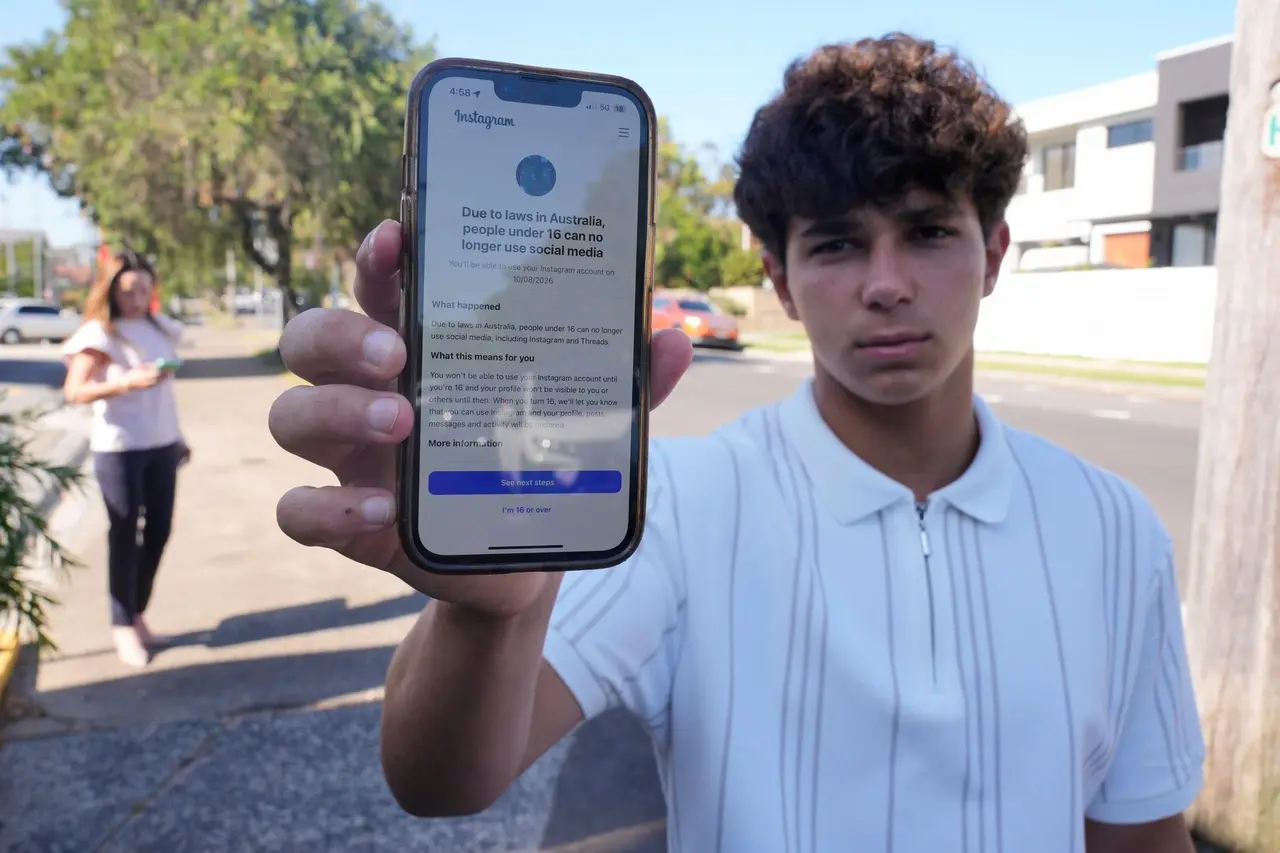 4:58
5G 18
Instagram
Due to laws in Australia,
people under 16 can no
longer use social media
You'll be able to use your Instagram account on
10/08/2026
What happened
Due to laws in Australia, people under 16 can no longer
use social media, including Instagram and Threads.
What this means for you
You won't be able to use your Instagram account until
you're 16 and your profile won't be visible to you or
others until then. When you turn 16, we'll let you know
that you can use Instagram and your profile, posts,
messages and activity will be restored.
More information
See next steps
I'm 16 or over